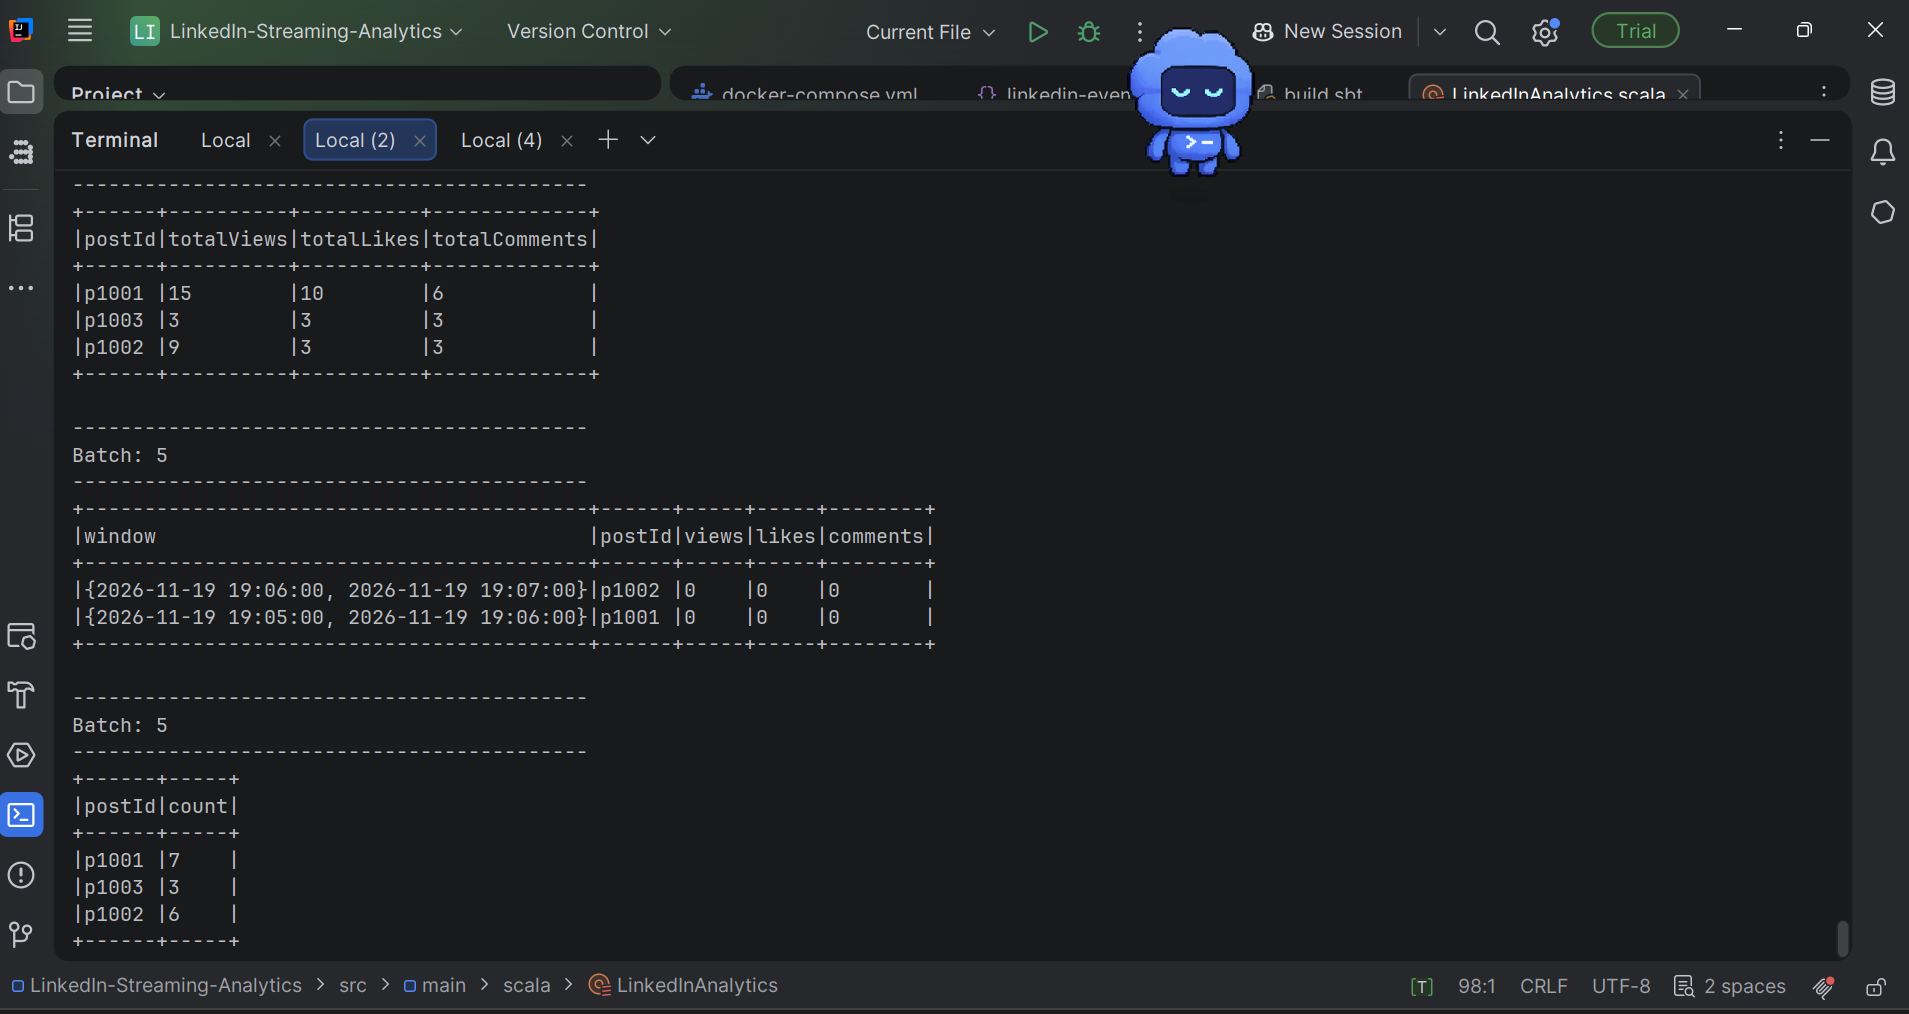 LI LinkedIn-Streaming-Analytics Version Control Current File New Session Trial
Project docker-compose.yml {} linkedin-even build.sbt LinkedInAnalytics.scala
Terminal Local Local (2) Local (4)
-------------------------------------------
+------+----------+----------+-------------+
|postId|totalViews|totalLikes|totalComments|
+------+----------+----------+-------------+
|p1001 |15        |10        |6            |
|p1003 |3         |3         |3            |
|p1002 |9         |3         |3            |
+------+----------+----------+-------------+
-------------------------------------------
Batch: 5
-------------------------------------------
+------------------------------------------+------+-----+-----+--------+
|window                                    |postId|views|likes|comments|
+------------------------------------------+------+-----+-----+--------+
|{2026-11-19 19:06:00, 2026-11-19 19:07:00}|p1002 |0    |0    |0       |
|{2026-11-19 19:05:00, 2026-11-19 19:06:00}|p1001 |0    |0    |0       |
+------------------------------------------+------+-----+-----+--------+
-------------------------------------------
Batch: 5
-------------------------------------------
+------+-----+
|postId|count|
+------+-----+
|p1001 |7    |
|p1003 |3    |
|p1002 |6    |
+------+-----+
LinkedIn-Streaming-Analytics > src > main > scala > LinkedInAnalytics [T] 98:1 CRLF UTF-8 2 spaces